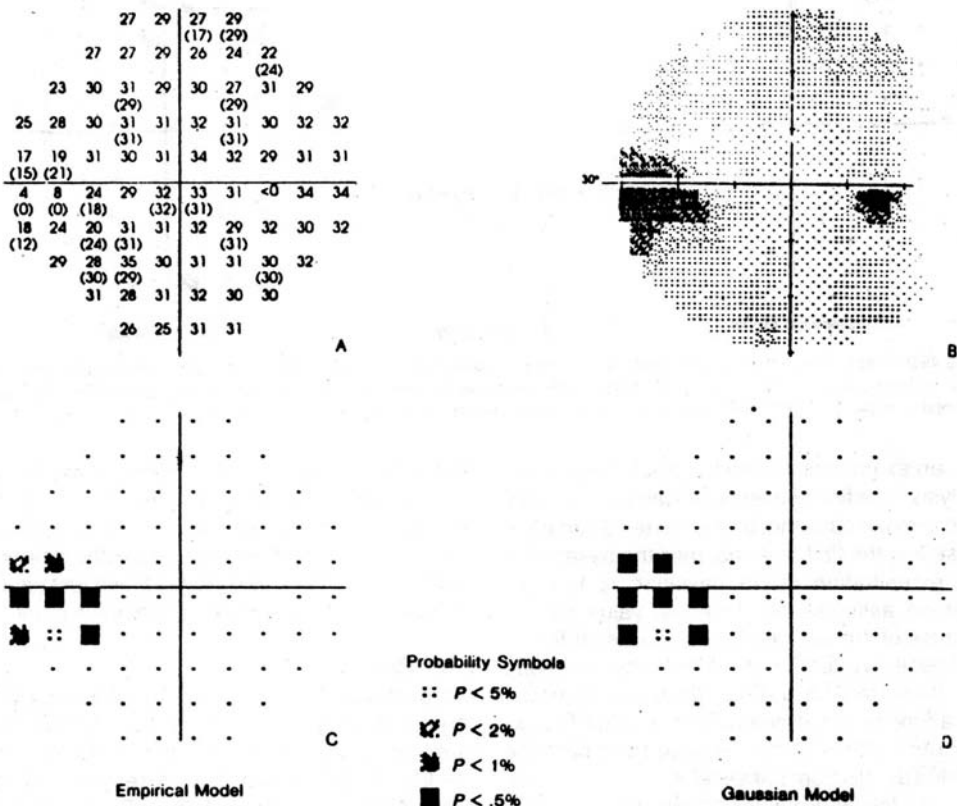 27 29 27 29
(17) (29)
27 27 29 26 24 22
(24)
23 30 31 29 30 27 31 29
(29) (29)
25 28 30 31 31 32 31 30 32 32
(31) (31)
17 19 31 30 31 34 32 29 31 31
(15) (21)
4 8 24 29 32 33 31 <0 34 34
(0) (0) (18) (32) (31)
18 24 20 31 31 32 29 32 30 32
(12) (24) (31) (31)
29 28 35 30 31 31 30 32
(30) (29) (30)
31 28 31 32 30 30
26 25 31 31
A
30°
B
Probability Symbols
P < 5%
P < 2%
P < 1%
P < .5%
C
Empirical Model
D
Gaussian Model